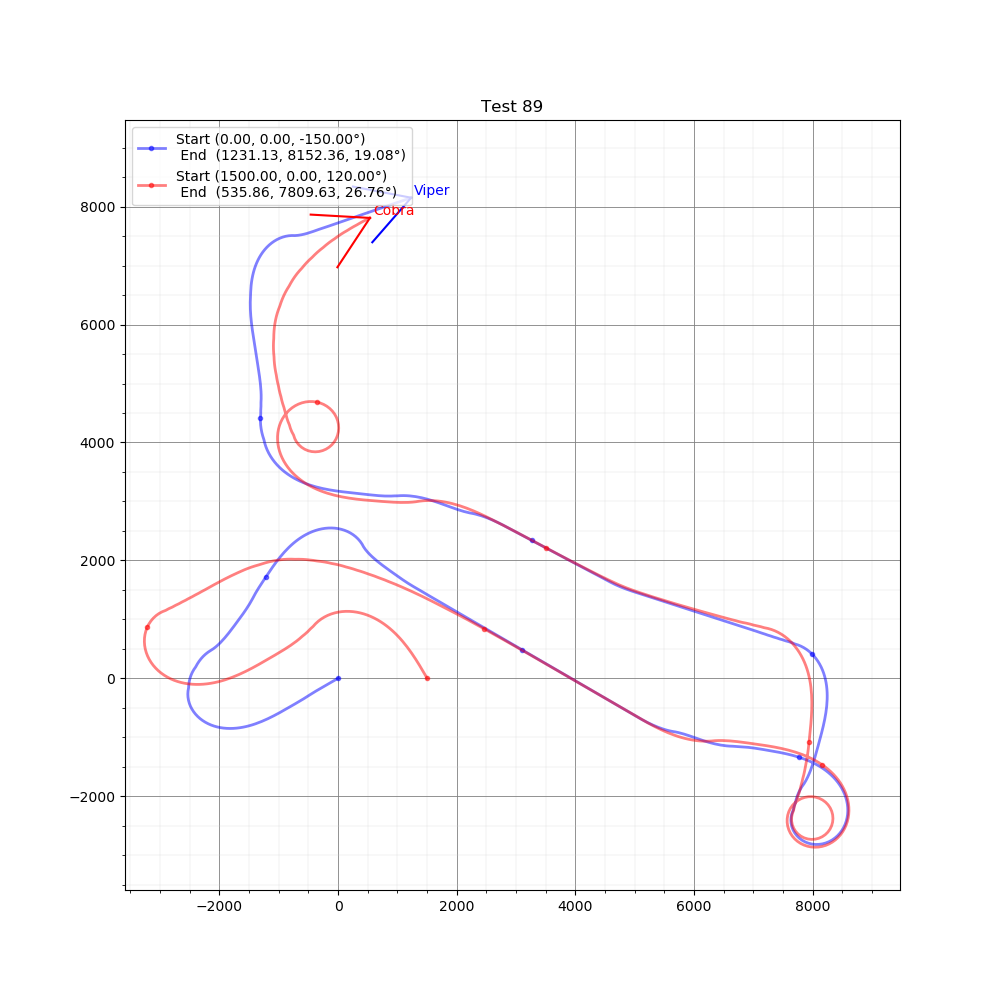 Test 89
Start (0.00, 0.00, -150.00°)
End (1231.13, 8152.36, 19.08°)
Start (1500.00, 0.00, 120.00°)
End (535.86, 7809.63, 26.76°)
Viper
Cobra
8000
6000
4000
2000
0
−2000
−2000
0
2000
4000
6000
8000